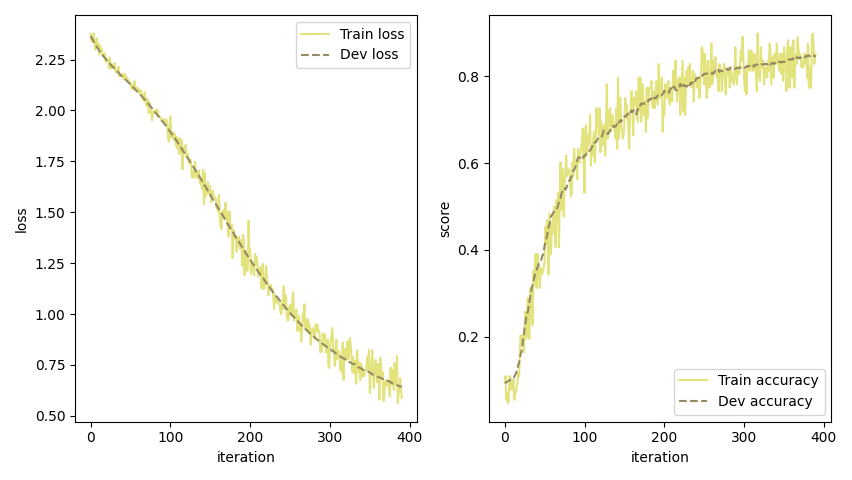 2.25
2.00
1.75
1.50
1.25
1.00
0.75
0.50
0
100
200
300
400
iteration
loss
Train loss
Dev loss
0.8
0.6
0.4
0.2
0
100
200
300
400
iteration
score
Train accuracy
Dev accuracy